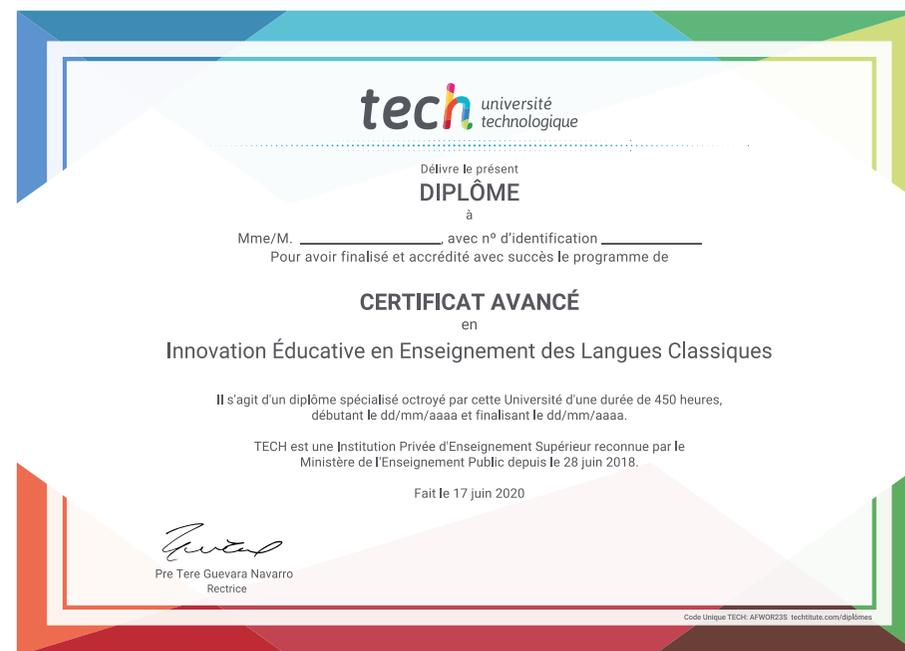 tech université
technologique
Délivre le présent
DIPLÔME
à
Mme/M. ________________, avec nº d'identification ____________
Pour avoir finalisé et accrédité avec succès le programme de
CERTIFICAT AVANCÉ
en
Innovation Éducative en Enseignement des Langues Classiques
Il s'agit d'un diplôme spécialisé octroyé par cette Université d'une durée de 450 heures,
débutant le dd/mm/aaaa et finalisant le dd/mm/aaaa.
TECH est une Institution Privée d'Enseignement Supérieur reconnue par le
Ministère de l'Enseignement Public depuis le 28 juin 2018.
Fait le 17 juin 2020
Pre Tere Guevara Navarro
Rectrice
Code Unique TECH: AFWOR23S techtitute.com/diplômes